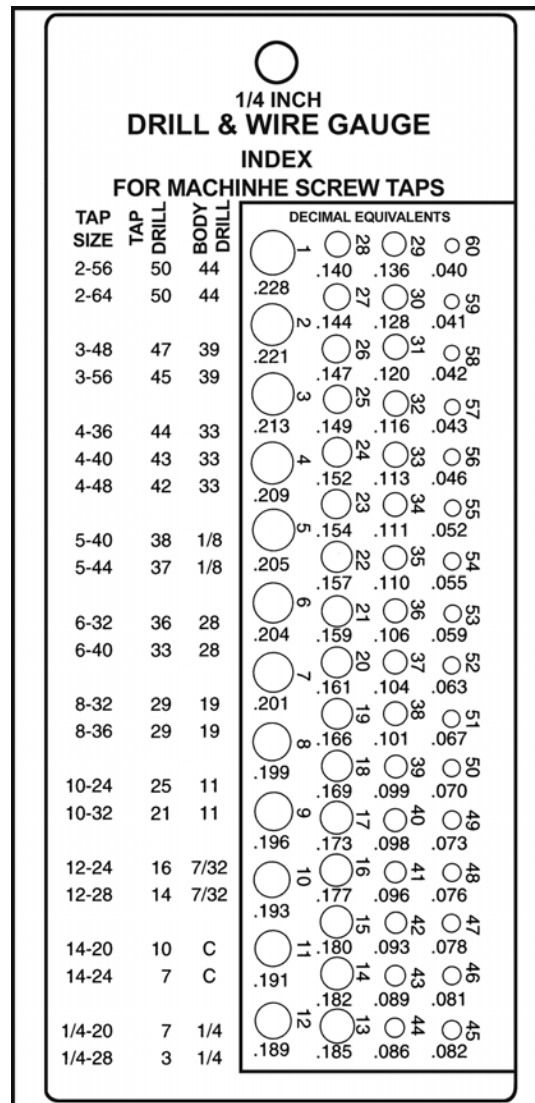 1/4 INCH
DRILL & WIRE GAUGE
INDEX
FOR MACHINHE SCREW TAPS
TAP SIZE TAP DRILL BODY DRILL
2-56 50 44
2-64 50 44
3-48 47 39
3-56 45 39
4-36 44 33
4-40 43 33
4-48 42 33
5-40 38 1/8
5-44 37 1/8
6-32 36 28
6-40 33 28
8-32 29 19
8-36 29 19
10-24 25 11
10-32 21 11
12-24 16 7/32
12-28 14 7/32
14-20 10 C
14-24 7 C
1/4-20 7 1/4
1/4-28 3 1/4
DECIMAL EQUIVALENTS
1 .228
2 .221
3 .213
4 .209
5 .205
6 .204
7 .201
8 .199
9 .196
10 .193
11 .191
12 .189
28 .140
27 .144
26 .147
25 .149
24 .152
23 .154
22 .157
21 .159
20 .161
19 .166
18 .169
17 .173
16 .177
15 .180
14 .182
13 .185
29 .136
30 .128
31 .120
32 .116
33 .113
34 .111
35 .110
36 .106
37 .104
38 .101
39 .099
40 .098
41 .096
42 .093
43 .089
44 .086
60 .040
59 .041
58 .042
57 .043
56 .046
55 .052
54 .055
53 .059
52 .063
51 .067
50 .070
49 .073
48 .076
47 .078
46 .081
45 .082